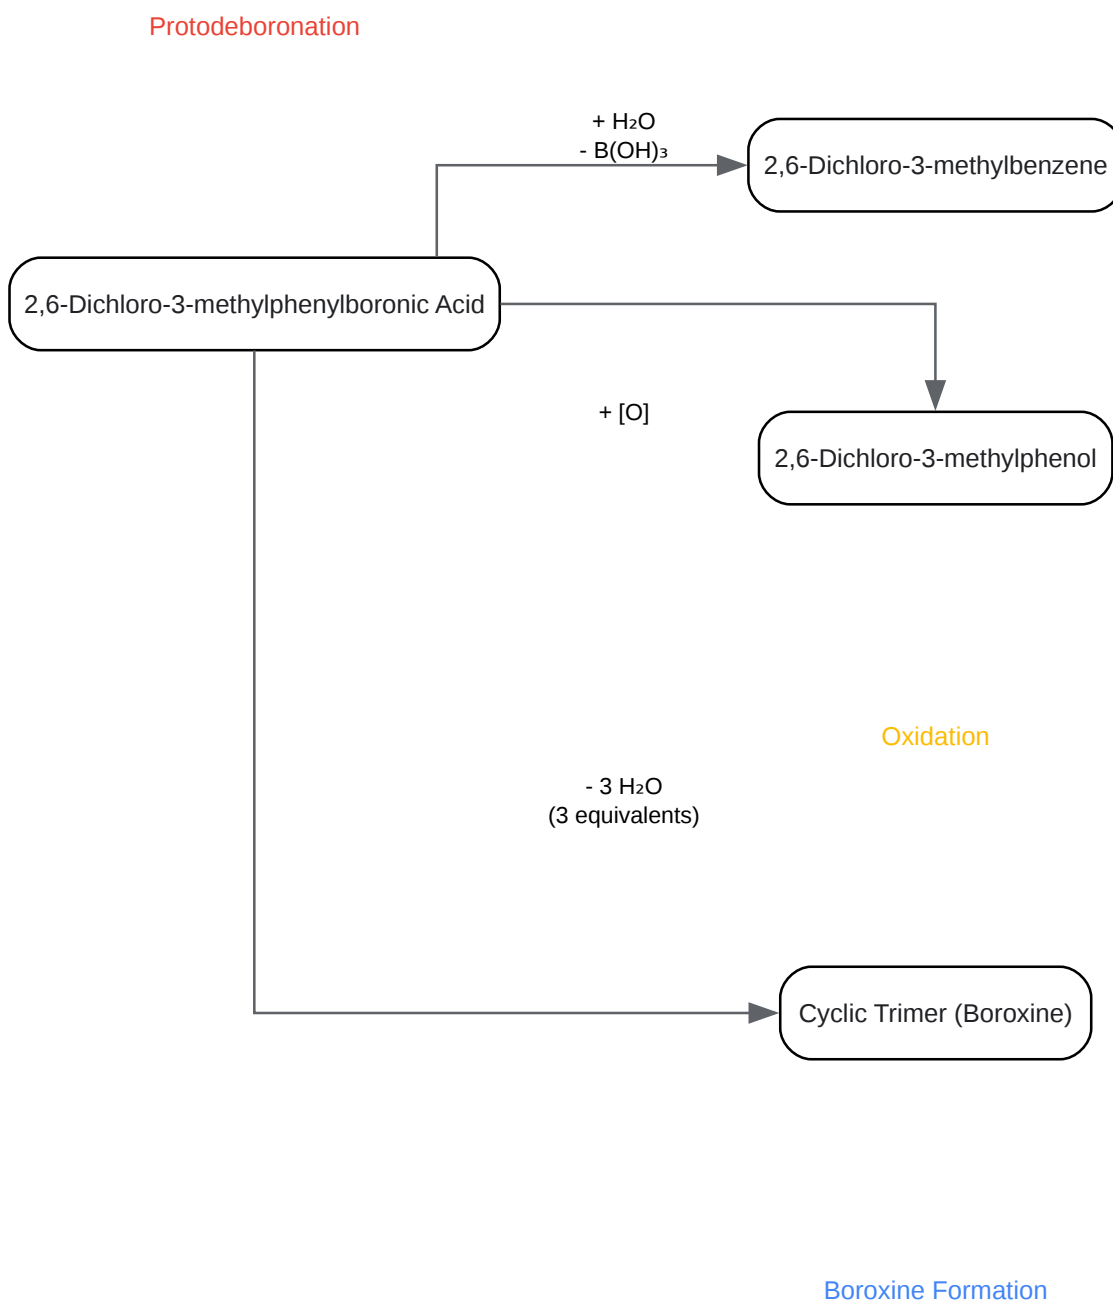 Protodeboronation
+ H₂O
- B(OH)₃
2,6-Dichloro-3-methylbenzene
2,6-Dichloro-3-methylphenylboronic Acid
+ [O]
2,6-Dichloro-3-methylphenol
Oxidation
- 3 H₂O
(3 equivalents)
Cyclic Trimer (Boroxine)
Boroxine Formation